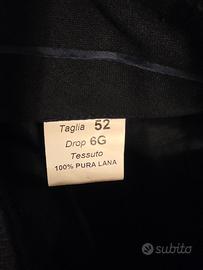 Taglia 52
Drop 6G
Tessuto
100% PURA LANA
subito